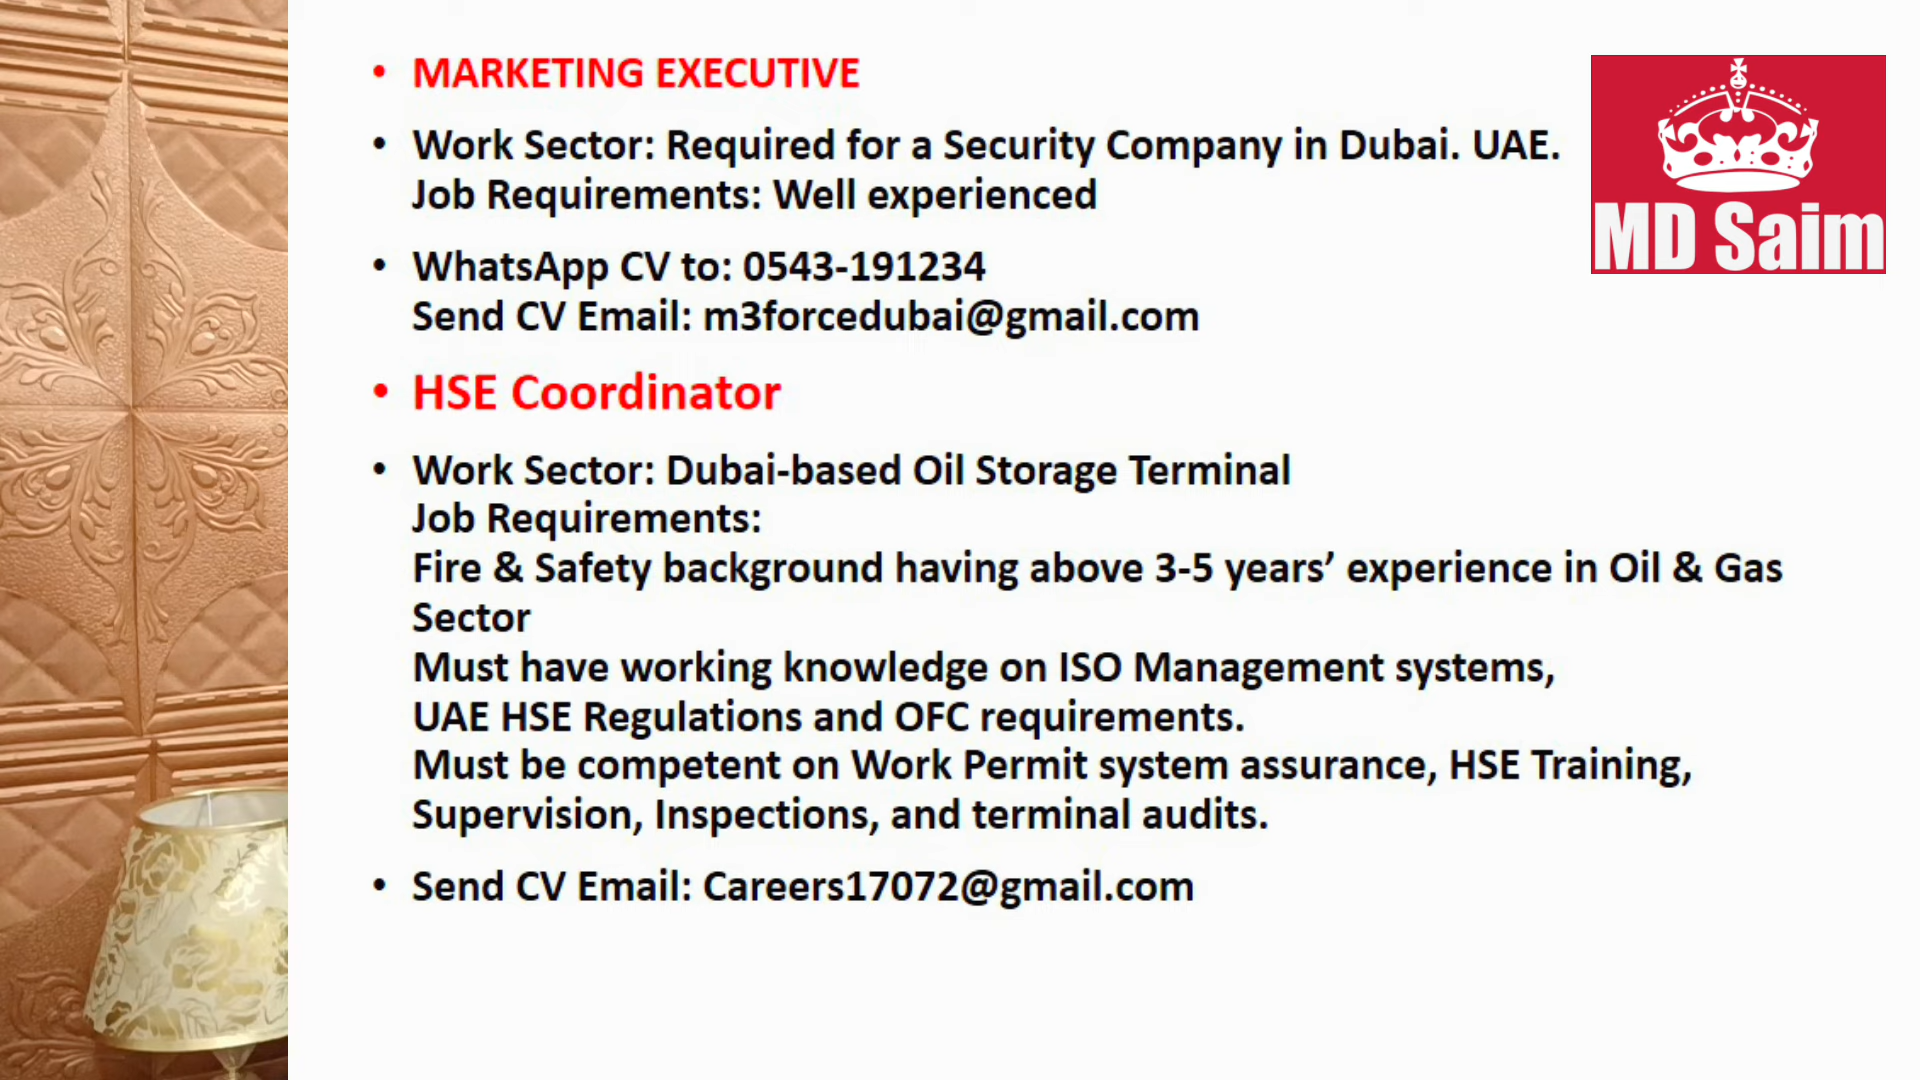 • MARKETING EXECUTIVE
• Work Sector: Required for a Security Company in Dubai. UAE.
Job Requirements: Well experienced
• WhatsApp CV to: 0543-191234
Send CV Email: m3forcedubai@gmail.com
• HSE Coordinator
• Work Sector: Dubai-based Oil Storage Terminal
Job Requirements:
Fire & Safety background having above 3-5 years’ experience in Oil & Gas
Sector
Must have working knowledge on ISO Management systems,
UAE HSE Regulations and OFC requirements.
Must be competent on Work Permit system assurance, HSE Training,
Supervision, Inspections, and terminal audits.
• Send CV Email: Careers17072@gmail.com
MD Saim